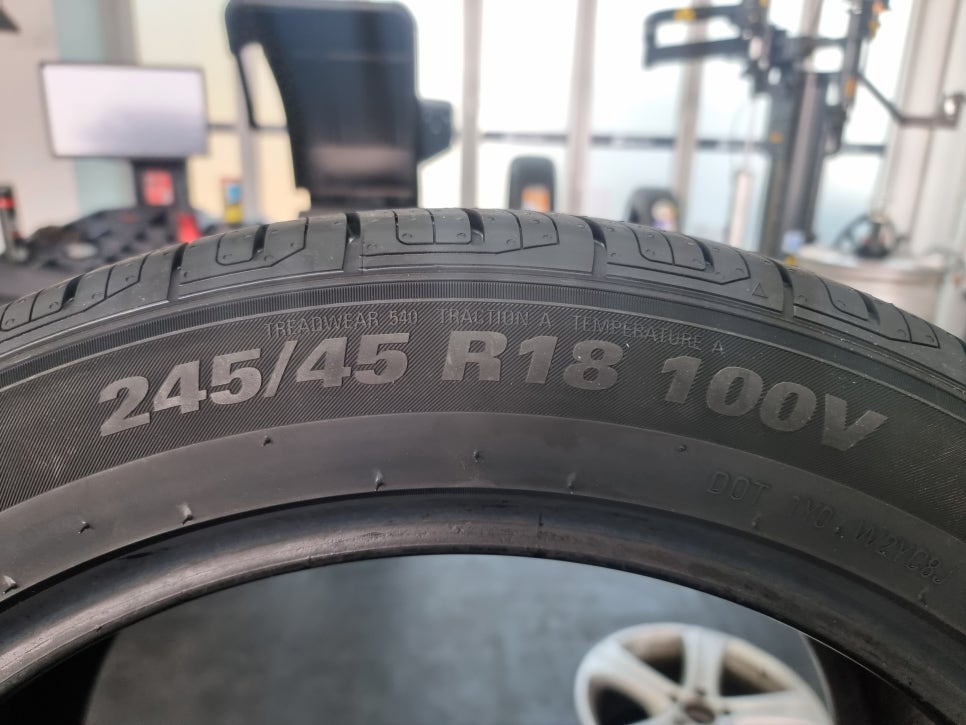 TREADWEAR 540 TRACTION A TEMPERATURE A
245/45 R18 100V
DOT